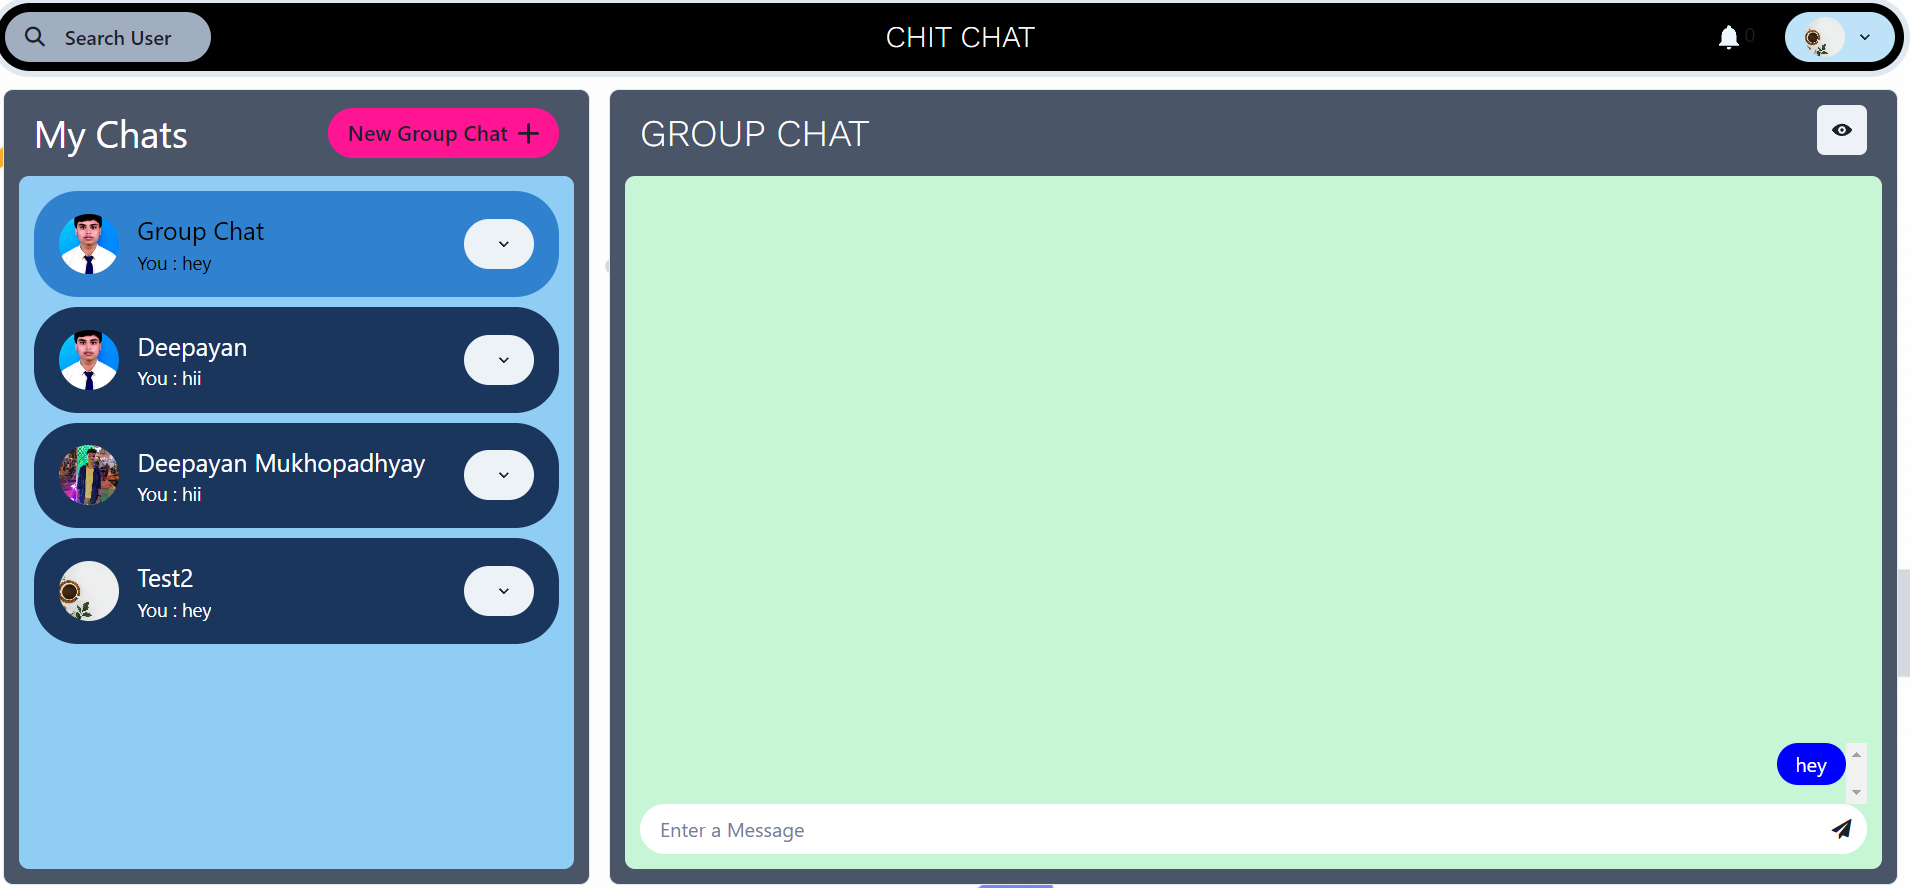 Search User
CHIT CHAT
0
My Chats
New Group Chat
GROUP CHAT
Group Chat
You : hey
Deepayan
You : hii
Deepayan Mukhopadhyay
You : hii
Test2
You : hey
hey
Enter a Message